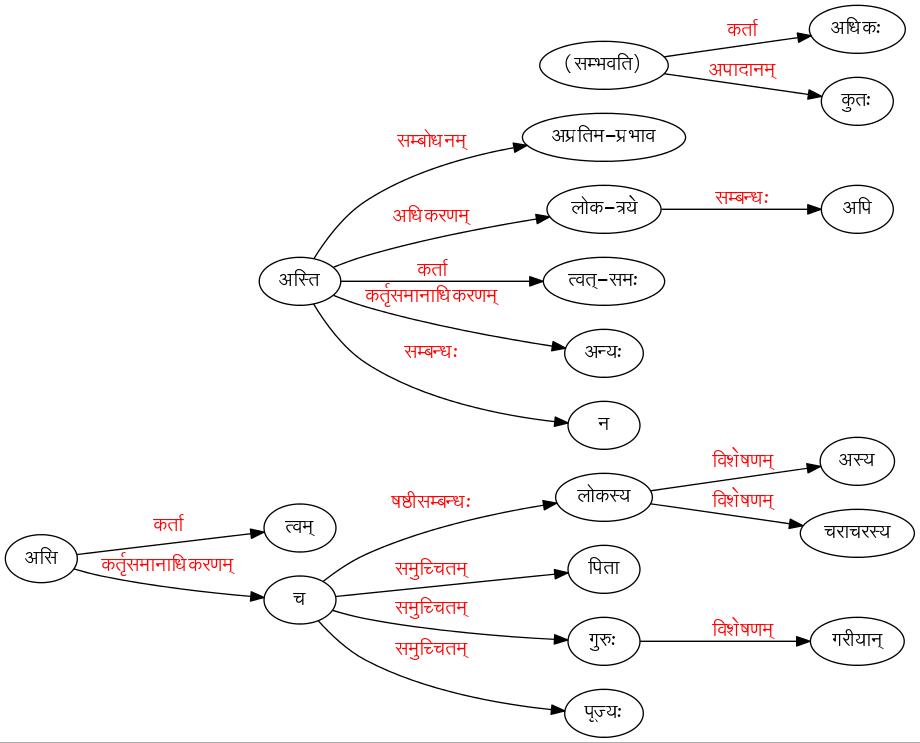 कर्ता
अधिकः
(सम्भवति)
अपादानम्
कुतः
सम्बोधनम्
अप्रतिम-प्रभाव
अधिकरणम्
लोक-त्रये
सम्बन्धः
अपि
अस्ति
कर्ता
त्वत्-समः
कर्तृसमानाधिकरणम्
अन्यः
सम्बन्धः
न
विशेषणम्
अस्य
षष्ठीसम्बन्धः
लोकस्य
विशेषणम्
चराचरस्य
कर्ता
त्वम्
असि
कर्तृसमानाधिकरणम्
च
समुच्चितम्
पिता
समुच्चितम्
गुरुः
विशेषणम्
गरीयान्
समुच्चितम्
पूज्यः